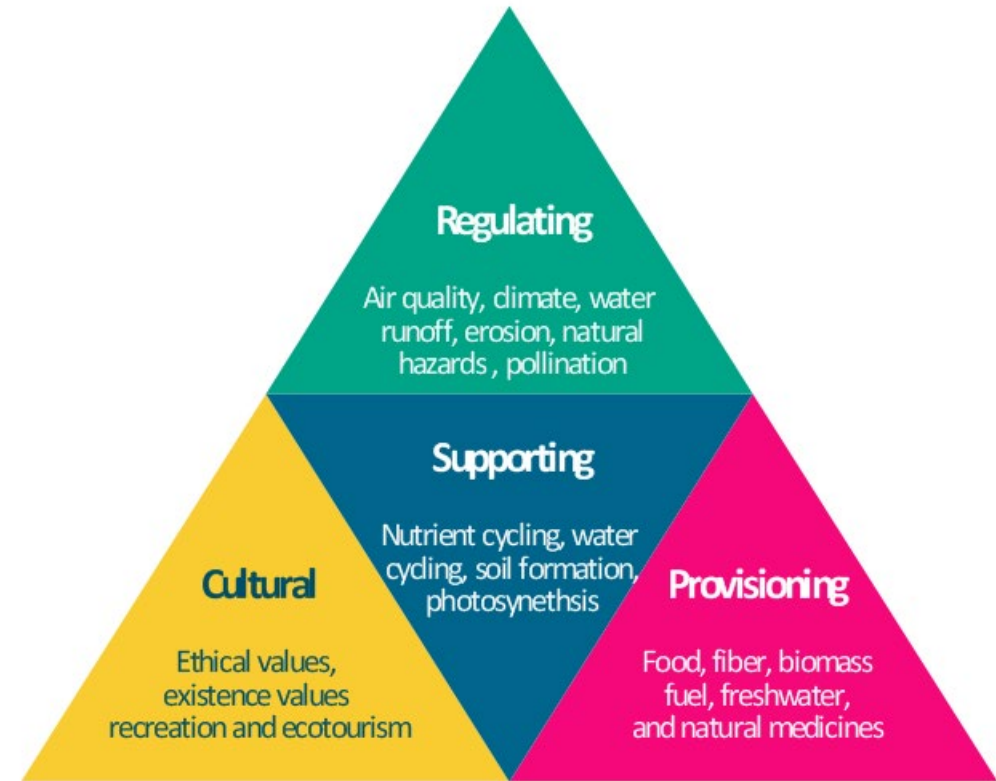 Regulating
Air quality, climate, water
runoff, erosion, natural
hazards , pollination
Supporting
Nutrient cycling, water
cycling, soil formation,
photosynethsis
Cultural
Ethical values,
existence values
recreation and ecotourism
Provisioning
Food, fiber, biomass
fuel, freshwater,
and natural medicines